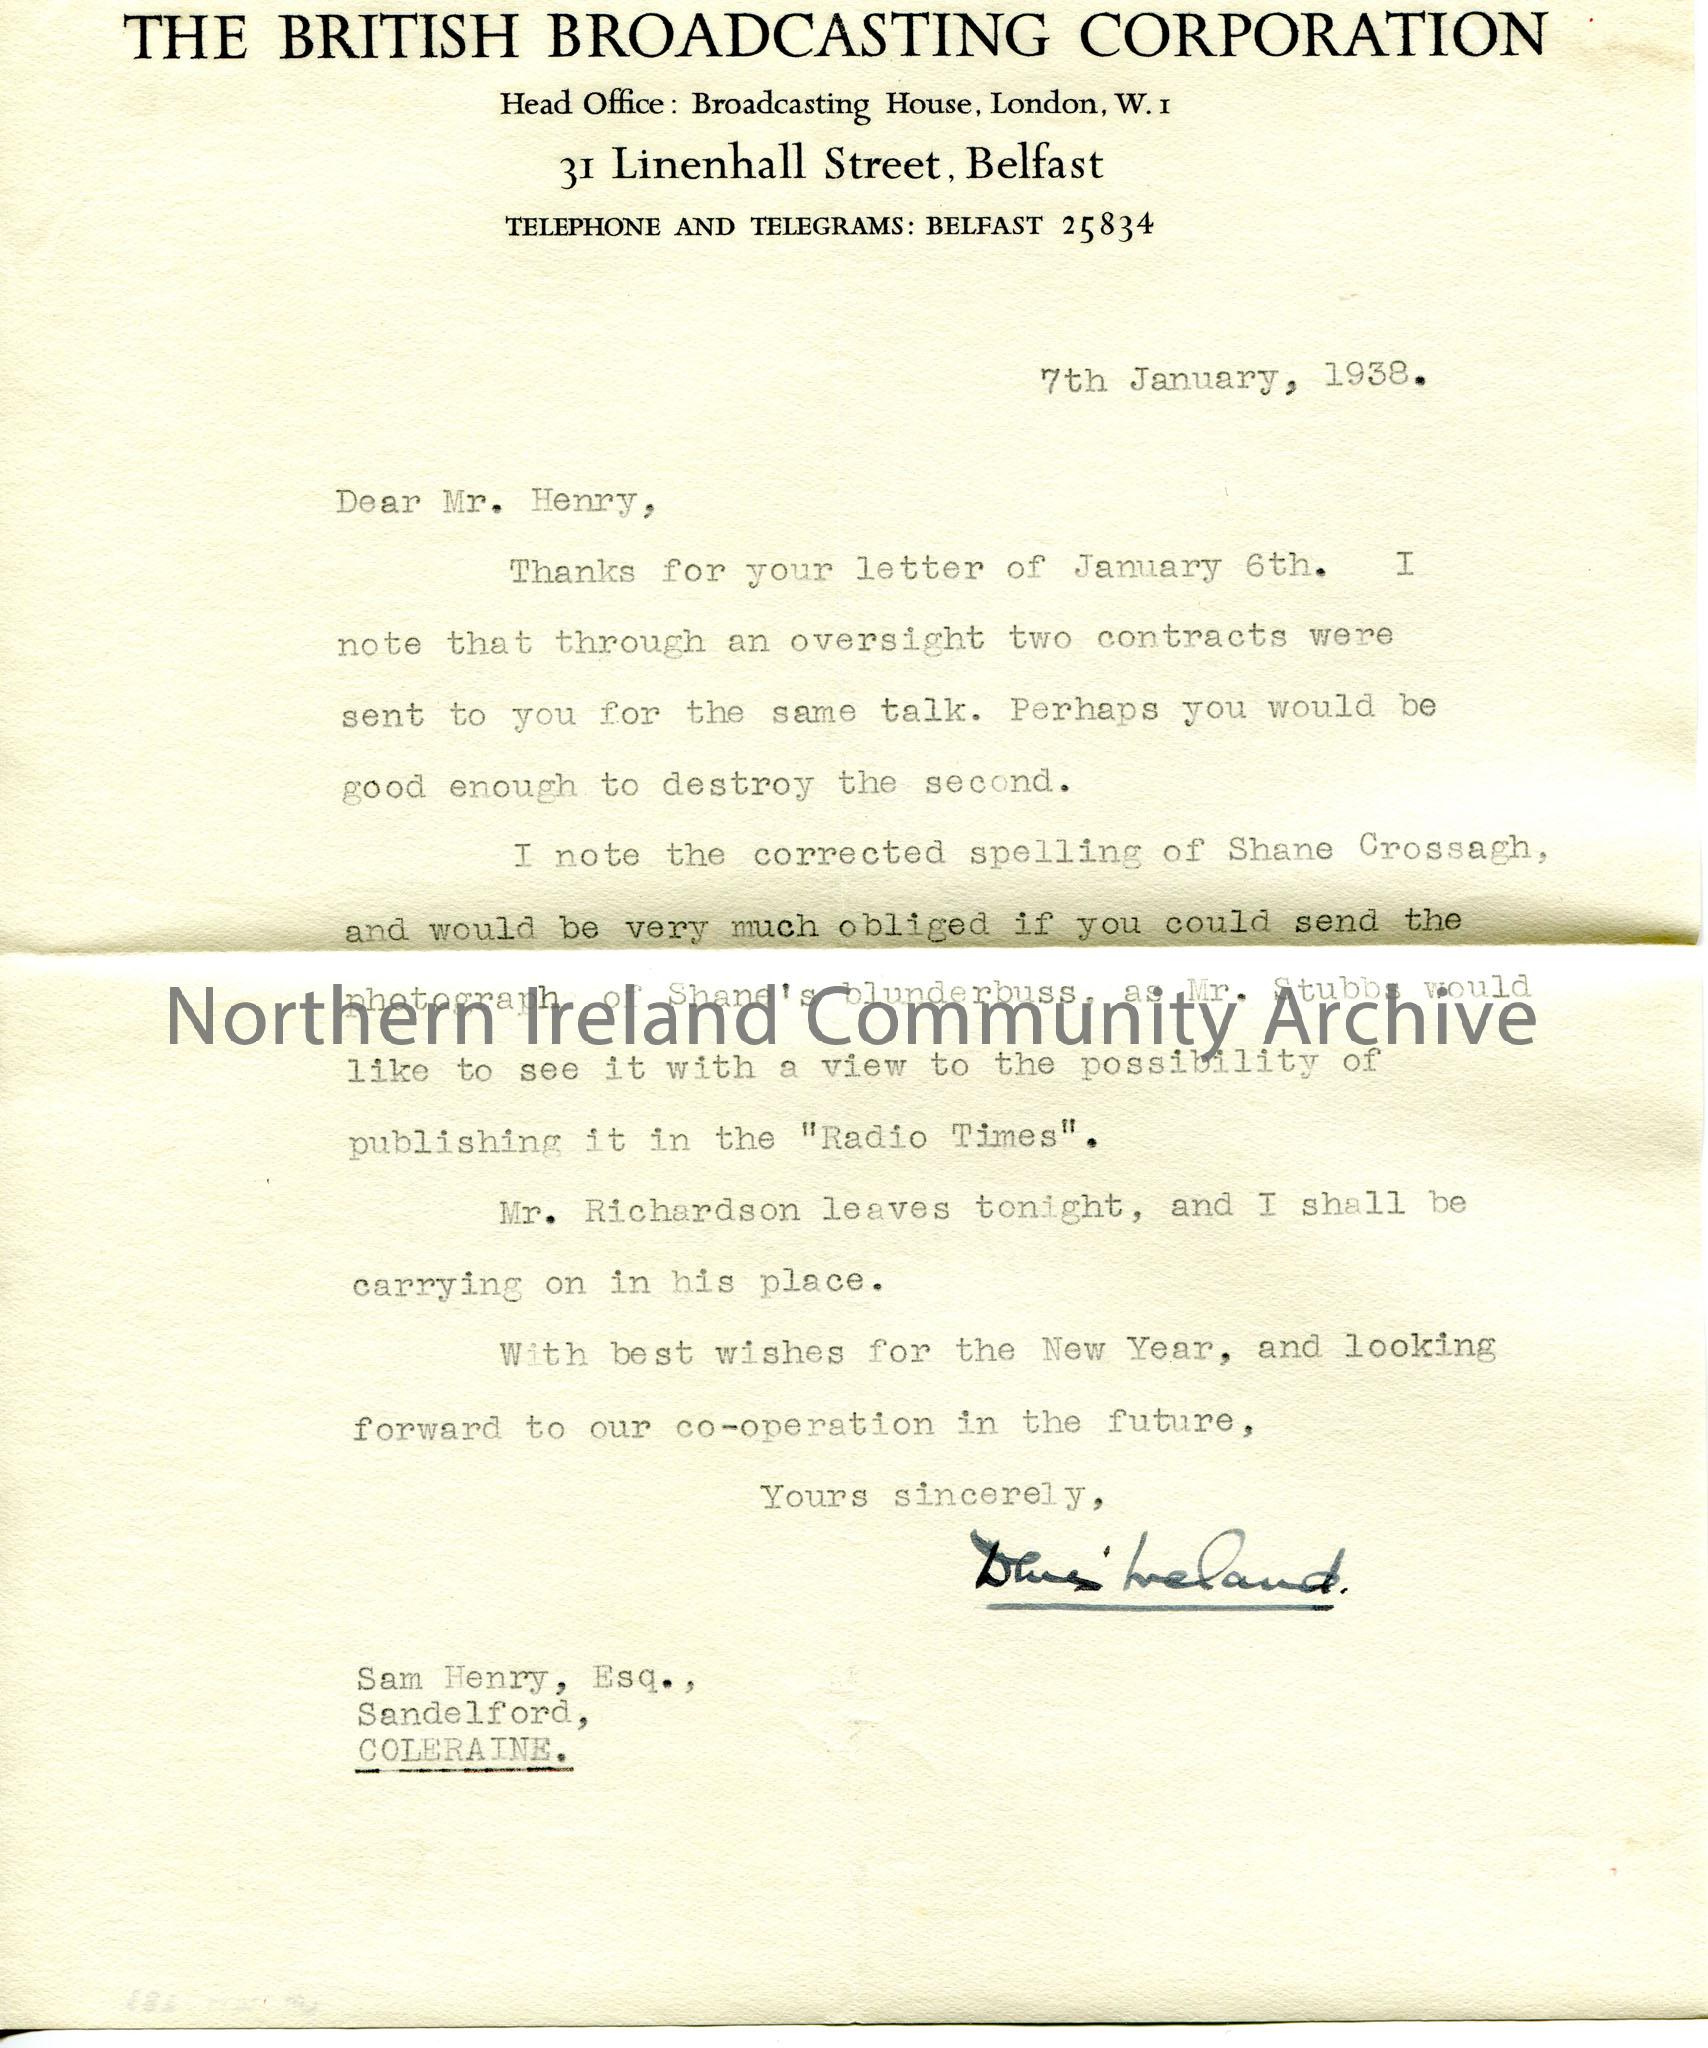 THE BRITISH BROADCASTING CORPORATION
Head Office: Broadcasting House, London, W.1
31 Linenhall Street, Belfast
TELEPHONE AND TELEGRAMS: BELFAST 25834
7th January, 1938.
Dear Mr. Henry,
Thanks for your letter of January 6th. I
note that through an oversight two contracts were
sent to you for the same talk. Perhaps you would be
good enough to destroy the second.
I note the corrected spelling of Shane Crossagh,
and would be very much obliged if you could send the
photograph of Shane's blunderbuss, as Mr. Stubbs would
Northern Ireland Community Archive
like to see it with a view to the possibility of
publishing it in the "Radio Times".
Mr. Richardson leaves tonight, and I shall be
carrying on in his place.
With best wishes for the New Year, and looking
forward to our co-operation in the future,
Yours sincerely,
Denis Ireland.
Sam Henry, Esq.,
Sandelford,
COLERAINE.